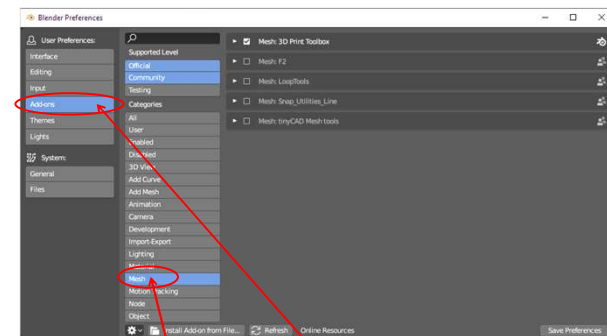 Blender Preferences
User Preferences:
Interface
Editing
Input
Add-ons
Themes
Lights
System:
General
Files
Supported Level
Official
Community
Testing
Categories
All
User
Enabled
Disabled
3D View
Add Curve
Add Mesh
Animation
Camera
Development
Import-Export
Lighting
Material
Mesh
Motion Tracking
Node
Object
Mesh: 3D Print Toolbox
Mesh: F2
Mesh: LoopTools
Mesh: Snap_Utilities_Line
Mesh: tinyCAD Mesh tools
Install Add-on from File...
Refresh
Online Resources
Save Preferences